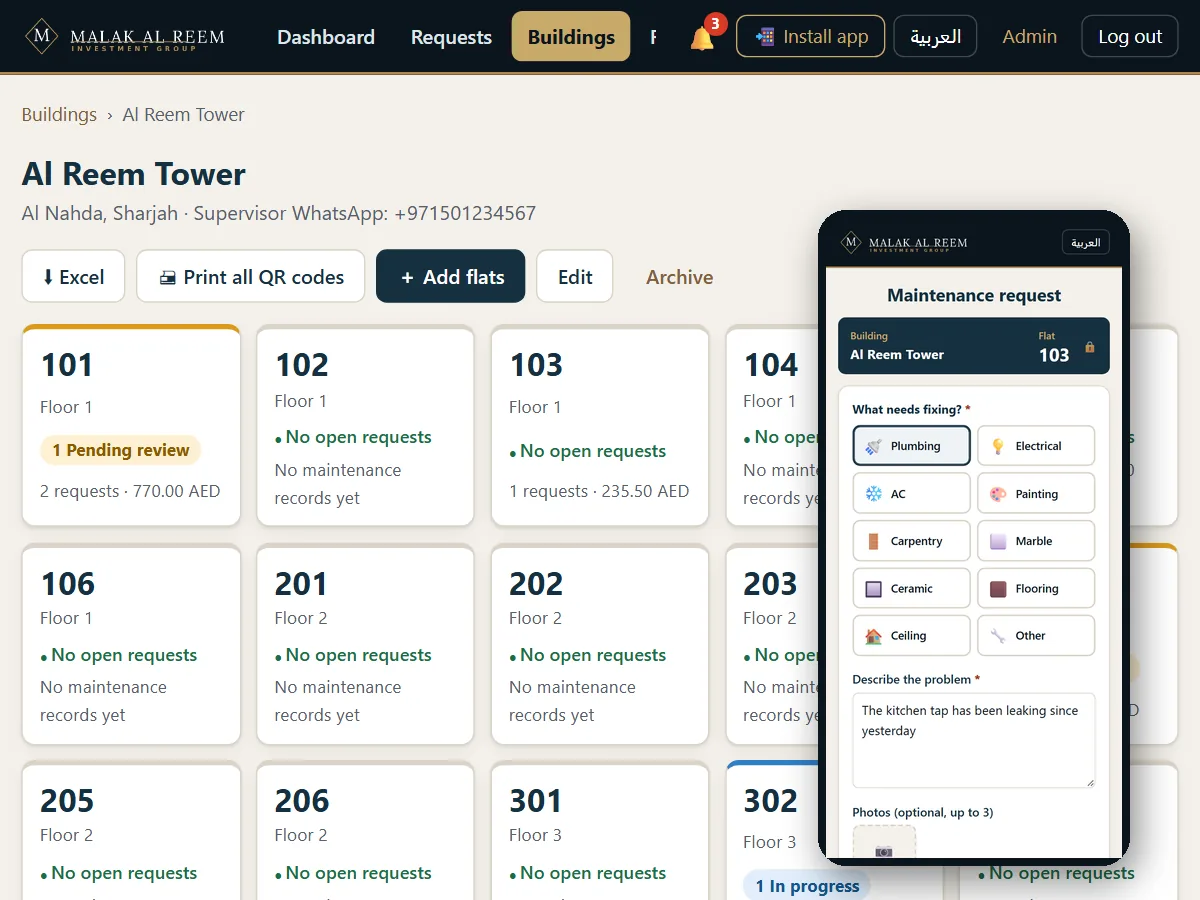 MALAK AL REEM
INVESTMENT GROUP
Dashboard
Requests
Buildings
3
Install app
العربية
Admin
Log out
Buildings › Al Reem Tower
Al Reem Tower
Al Nahda, Sharjah · Supervisor WhatsApp: +971501234567
Excel
Print all QR codes
+ Add flats
Edit
Archive
101
Floor 1
1 Pending review
2 requests · 770.00 AED
102
Floor 1
No open requests
No maintenance
records yet
103
Floor 1
No open requests
1 requests · 235.50 AED
104
Floor 1
No
records
106
Floor 1
No open requests
No maintenance
records yet
201
Floor 2
No open requests
No maintenance
records yet
202
Floor 2
No open requests
No maintenance
records yet
203
Floor 2
No
records
205
Floor 2
No open requests
206
Floor 2
No open requests
301
Floor 3
No open requests
302
Floor 3
1 In progress
No open requests
MALAK AL REEM
INVESTMENT GROUP
العربية
Maintenance request
Building
Al Reem Tower
Flat
103
What needs fixing? *
Plumbing
Electrical
AC
Painting
Carpentry
Marble
Ceramic
Flooring
Ceiling
Other
Describe the problem *
The kitchen tap has been leaking since
yesterday
Photos (optional, up to 3)